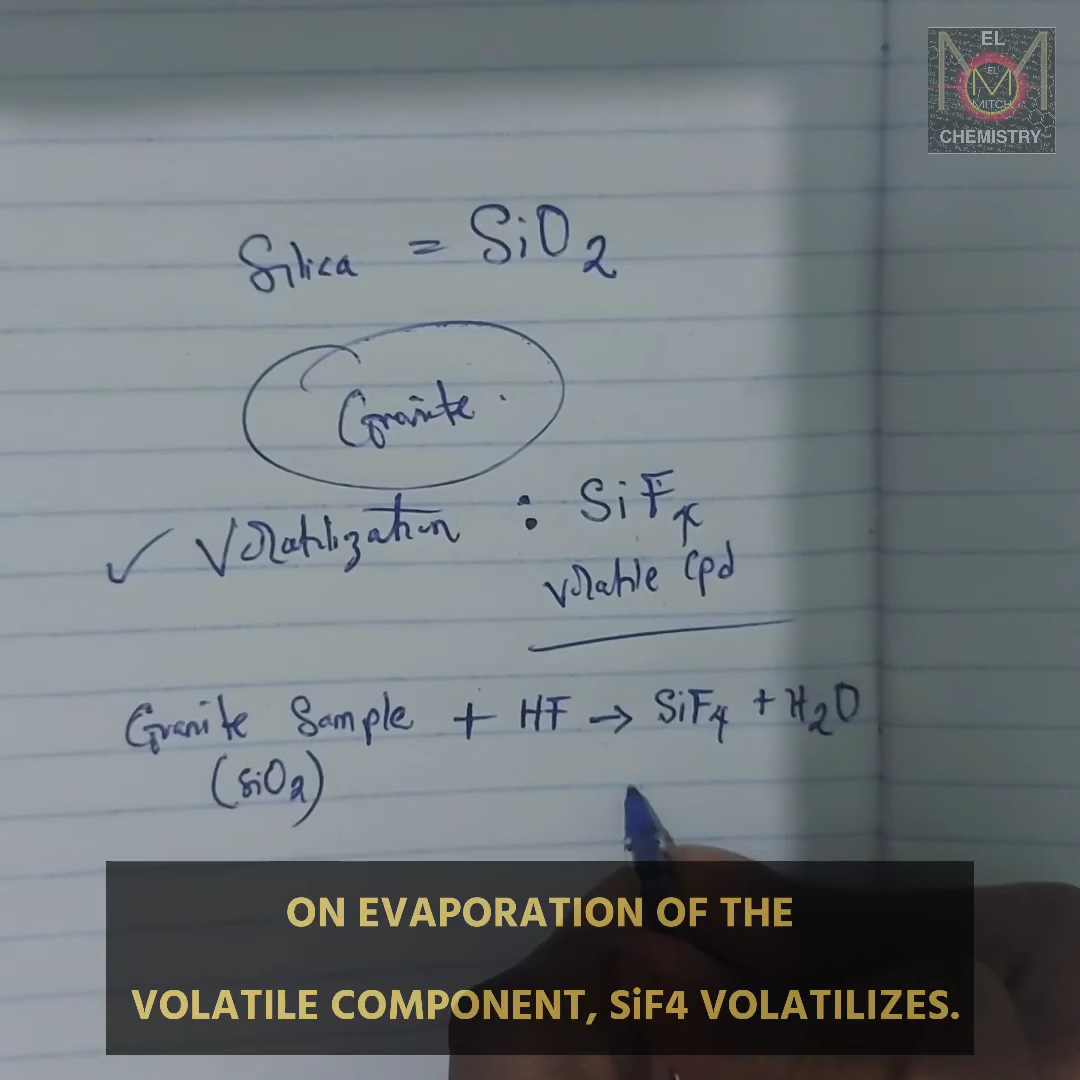 EL
EL
M
MITCH
CHEMISTRY
Silica = SiO2
Granite.
✓ Volatilization : SiF4
volatile cpd
Granite Sample + HF → SiF4 + H2O
(SiO2)
ON EVAPORATION OF THE
VOLATILE COMPONENT, SiF4 VOLATILIZES.